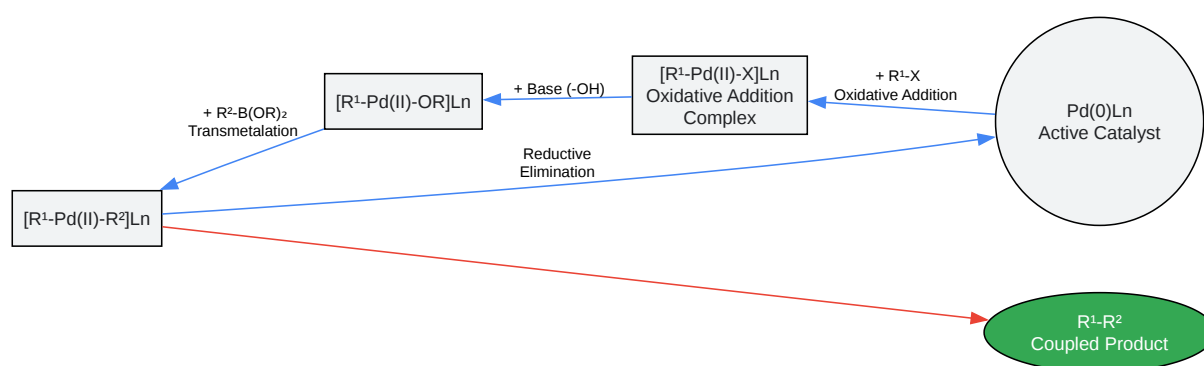 + R¹-X
Oxidative Addition
Pd(0)Ln
Active Catalyst
[R¹-Pd(II)-X]Ln
Oxidative Addition
Complex
+ Base (-OH)
[R¹-Pd(II)-OR]Ln
+ R²-B(OR)₂
Transmetalation
Reductive
Elimination
[R¹-Pd(II)-R²]Ln
R¹-R²
Coupled Product